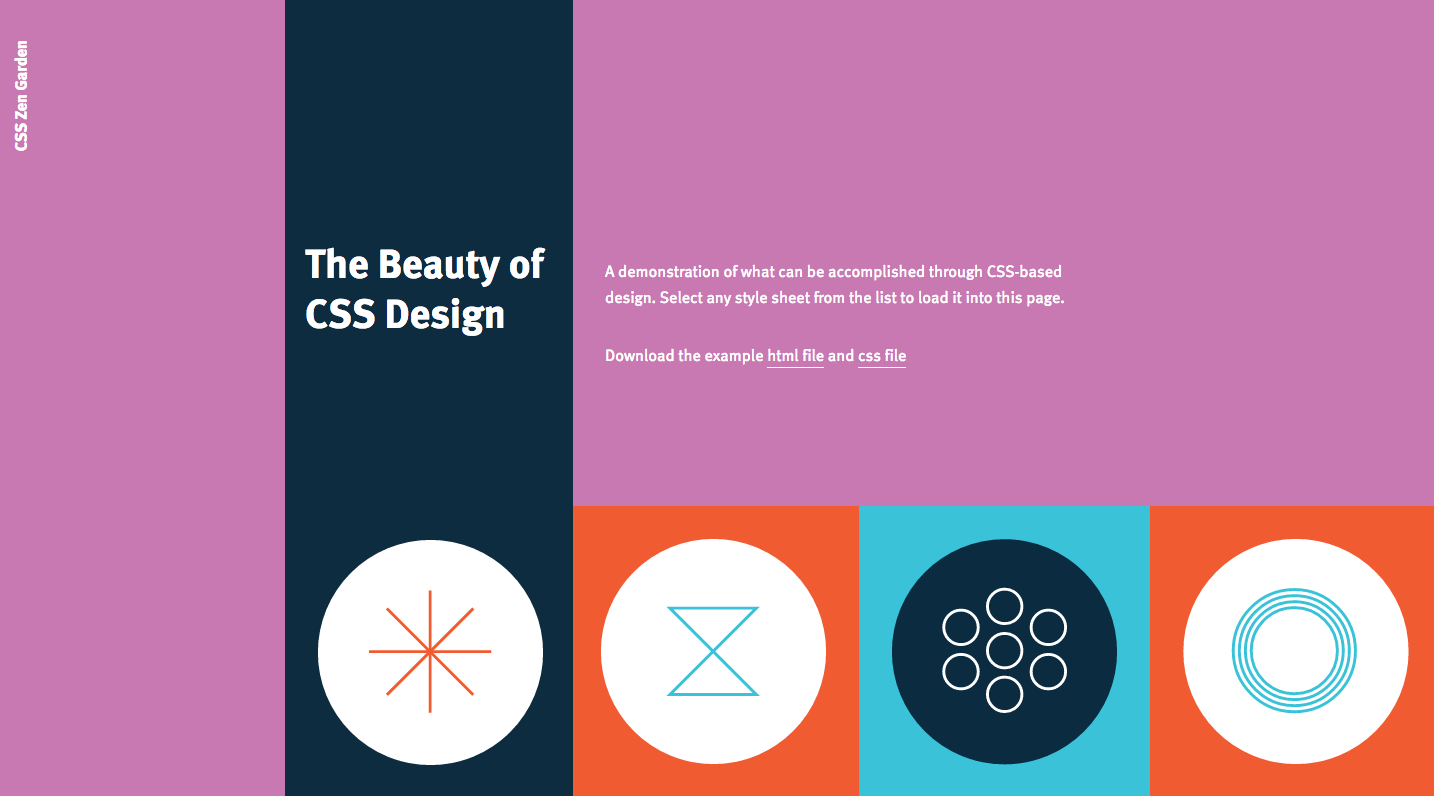 CSS Zen Garden
The Beauty of
CSS Design
A demonstration of what can be accomplished through CSS-based
design. Select any style sheet from the list to load it into this page.
Download the example html file and css file